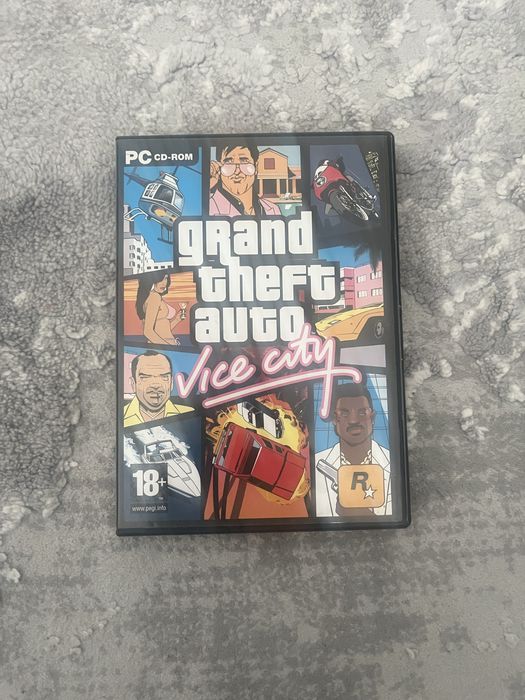 PC CD-ROM
grand
theft
auto
Vice City
18+
www.pegi.info
R